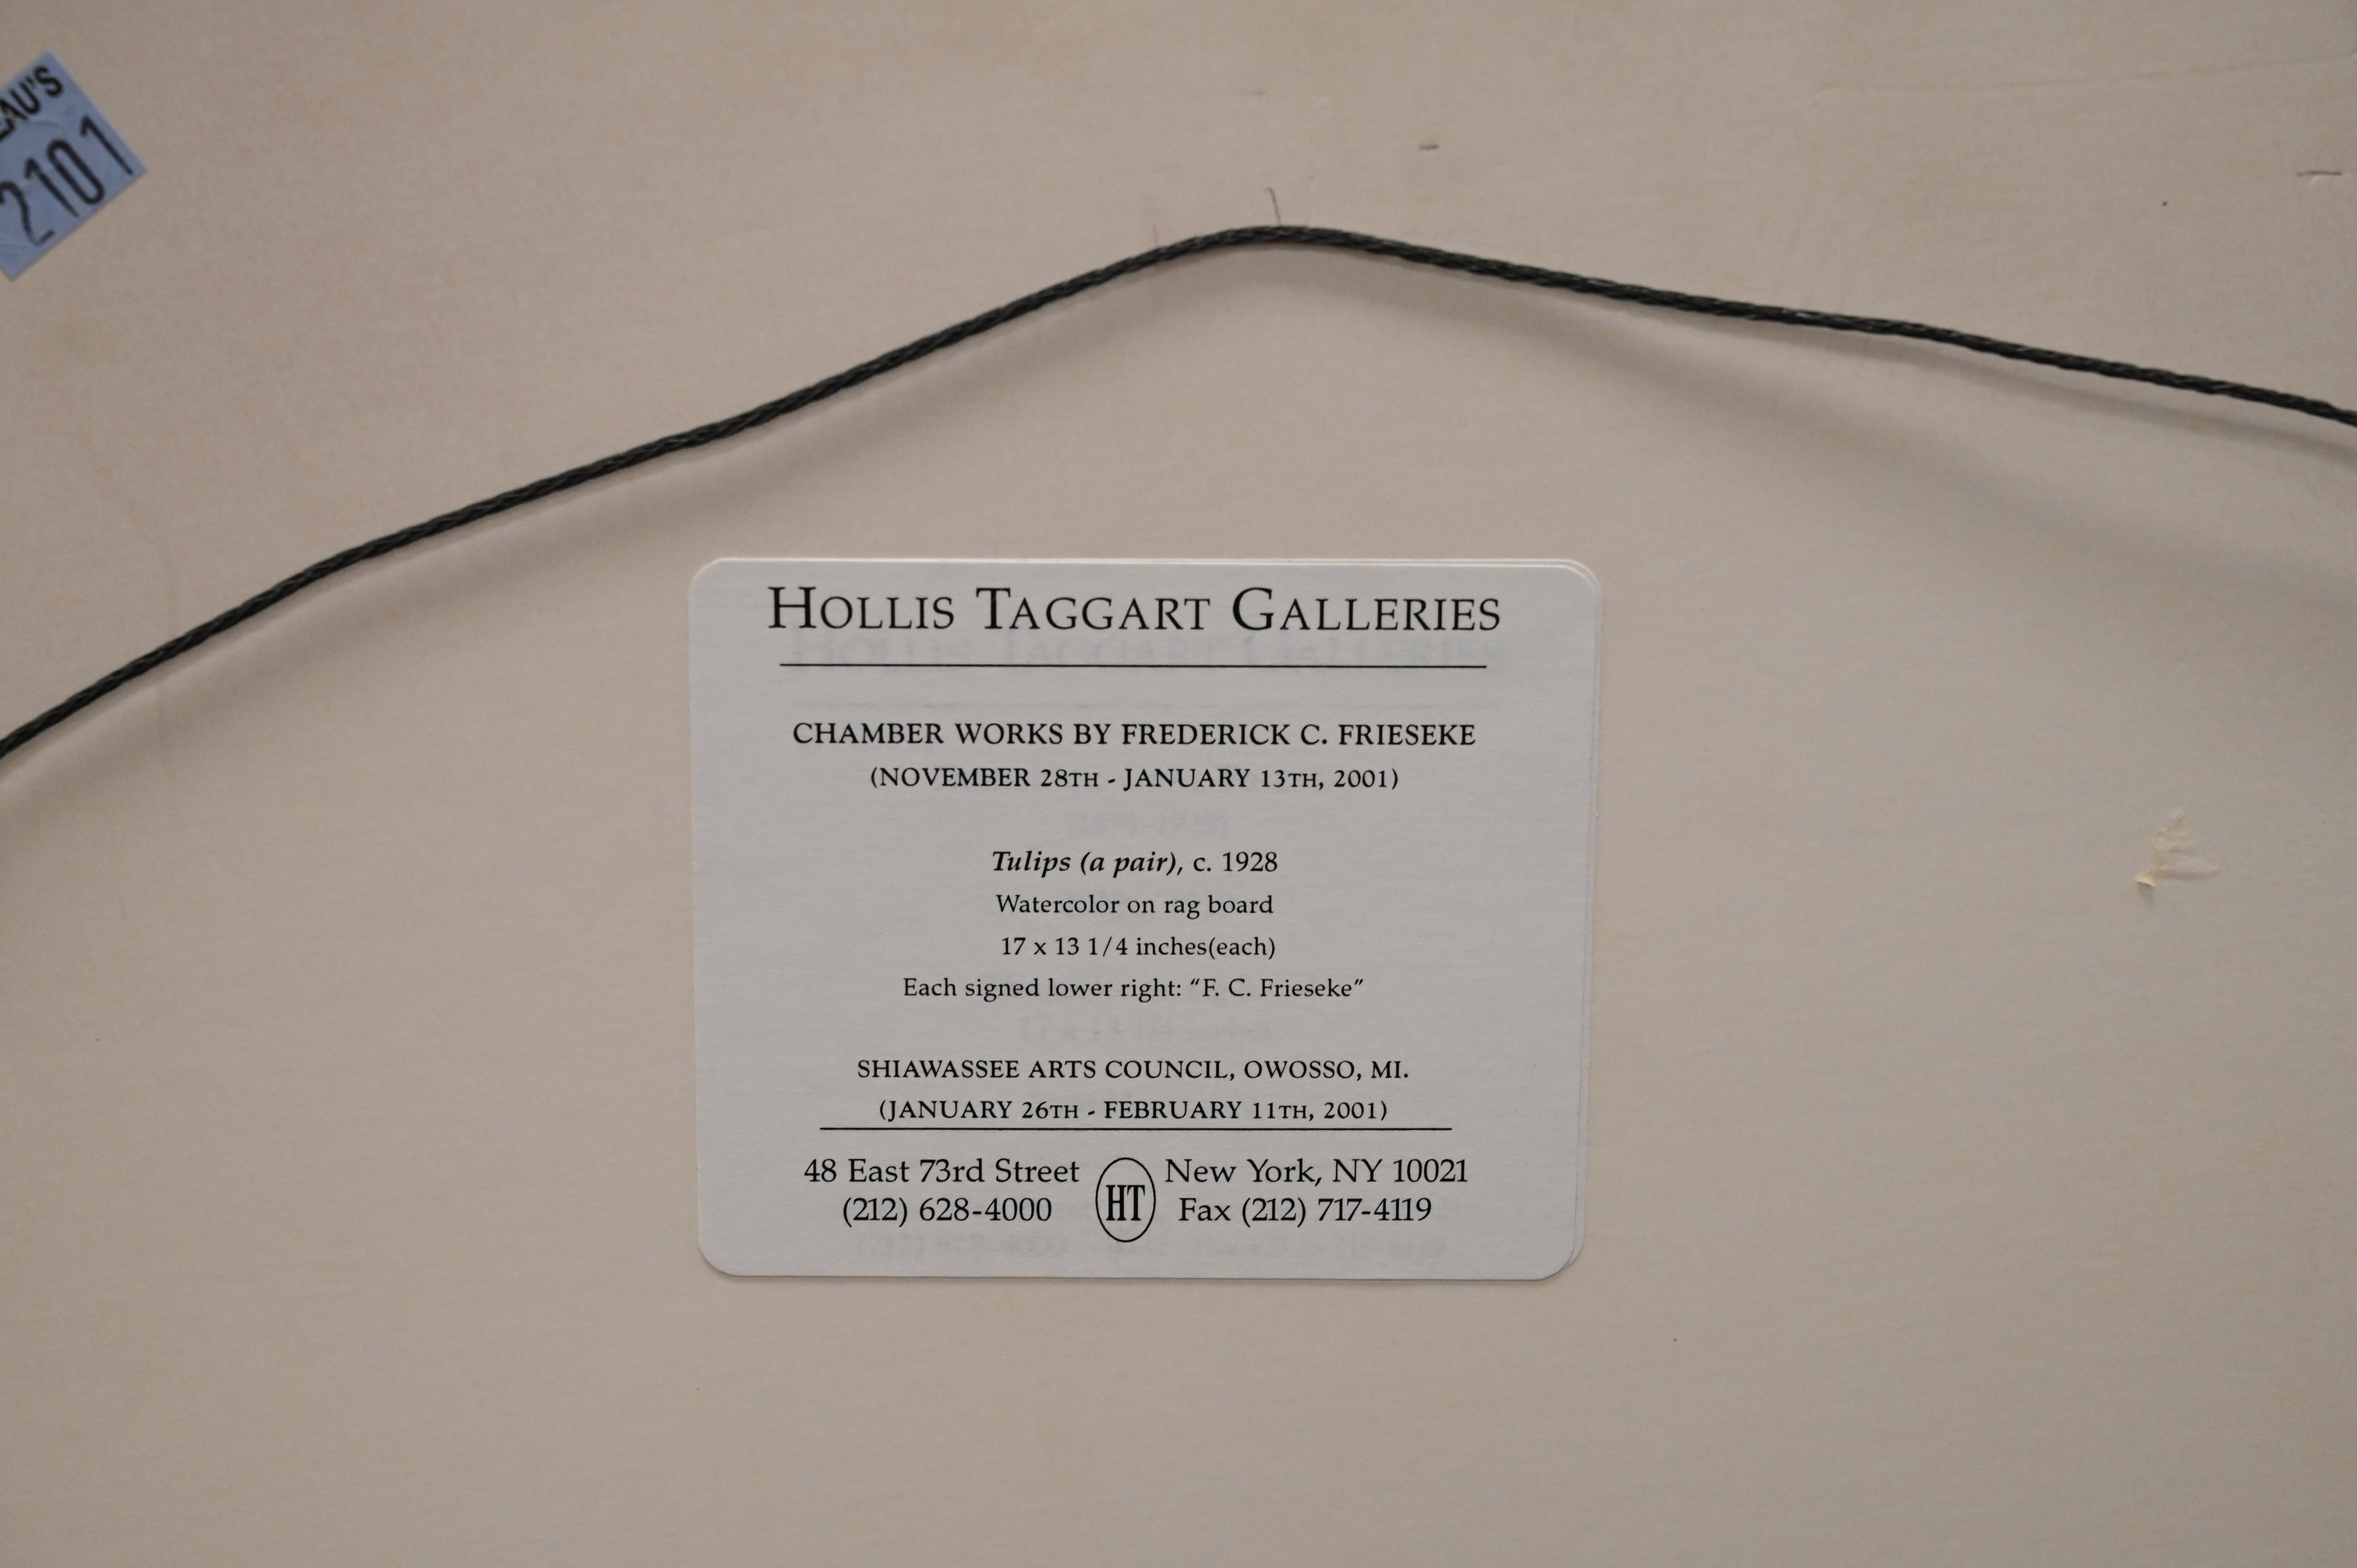 2101
HOLLIS TAGGART GALLERIES
CHAMBER WORKS BY FREDERICK C. FRIESEKE
(NOVEMBER 28TH - JANUARY 13TH, 2001)
Tulips (a pair), c. 1928
Watercolor on rag board
17 x 13 1/4 inches(each)
Each signed lower right: “F. C. Frieseke”
SHIAWASSEE ARTS COUNCIL, OWOSSO, MI.
(JANUARY 26TH - FEBRUARY 11TH, 2001)
48 East 73rd Street HT New York, NY 10021
(212) 628-4000 Fax (212) 717-4119